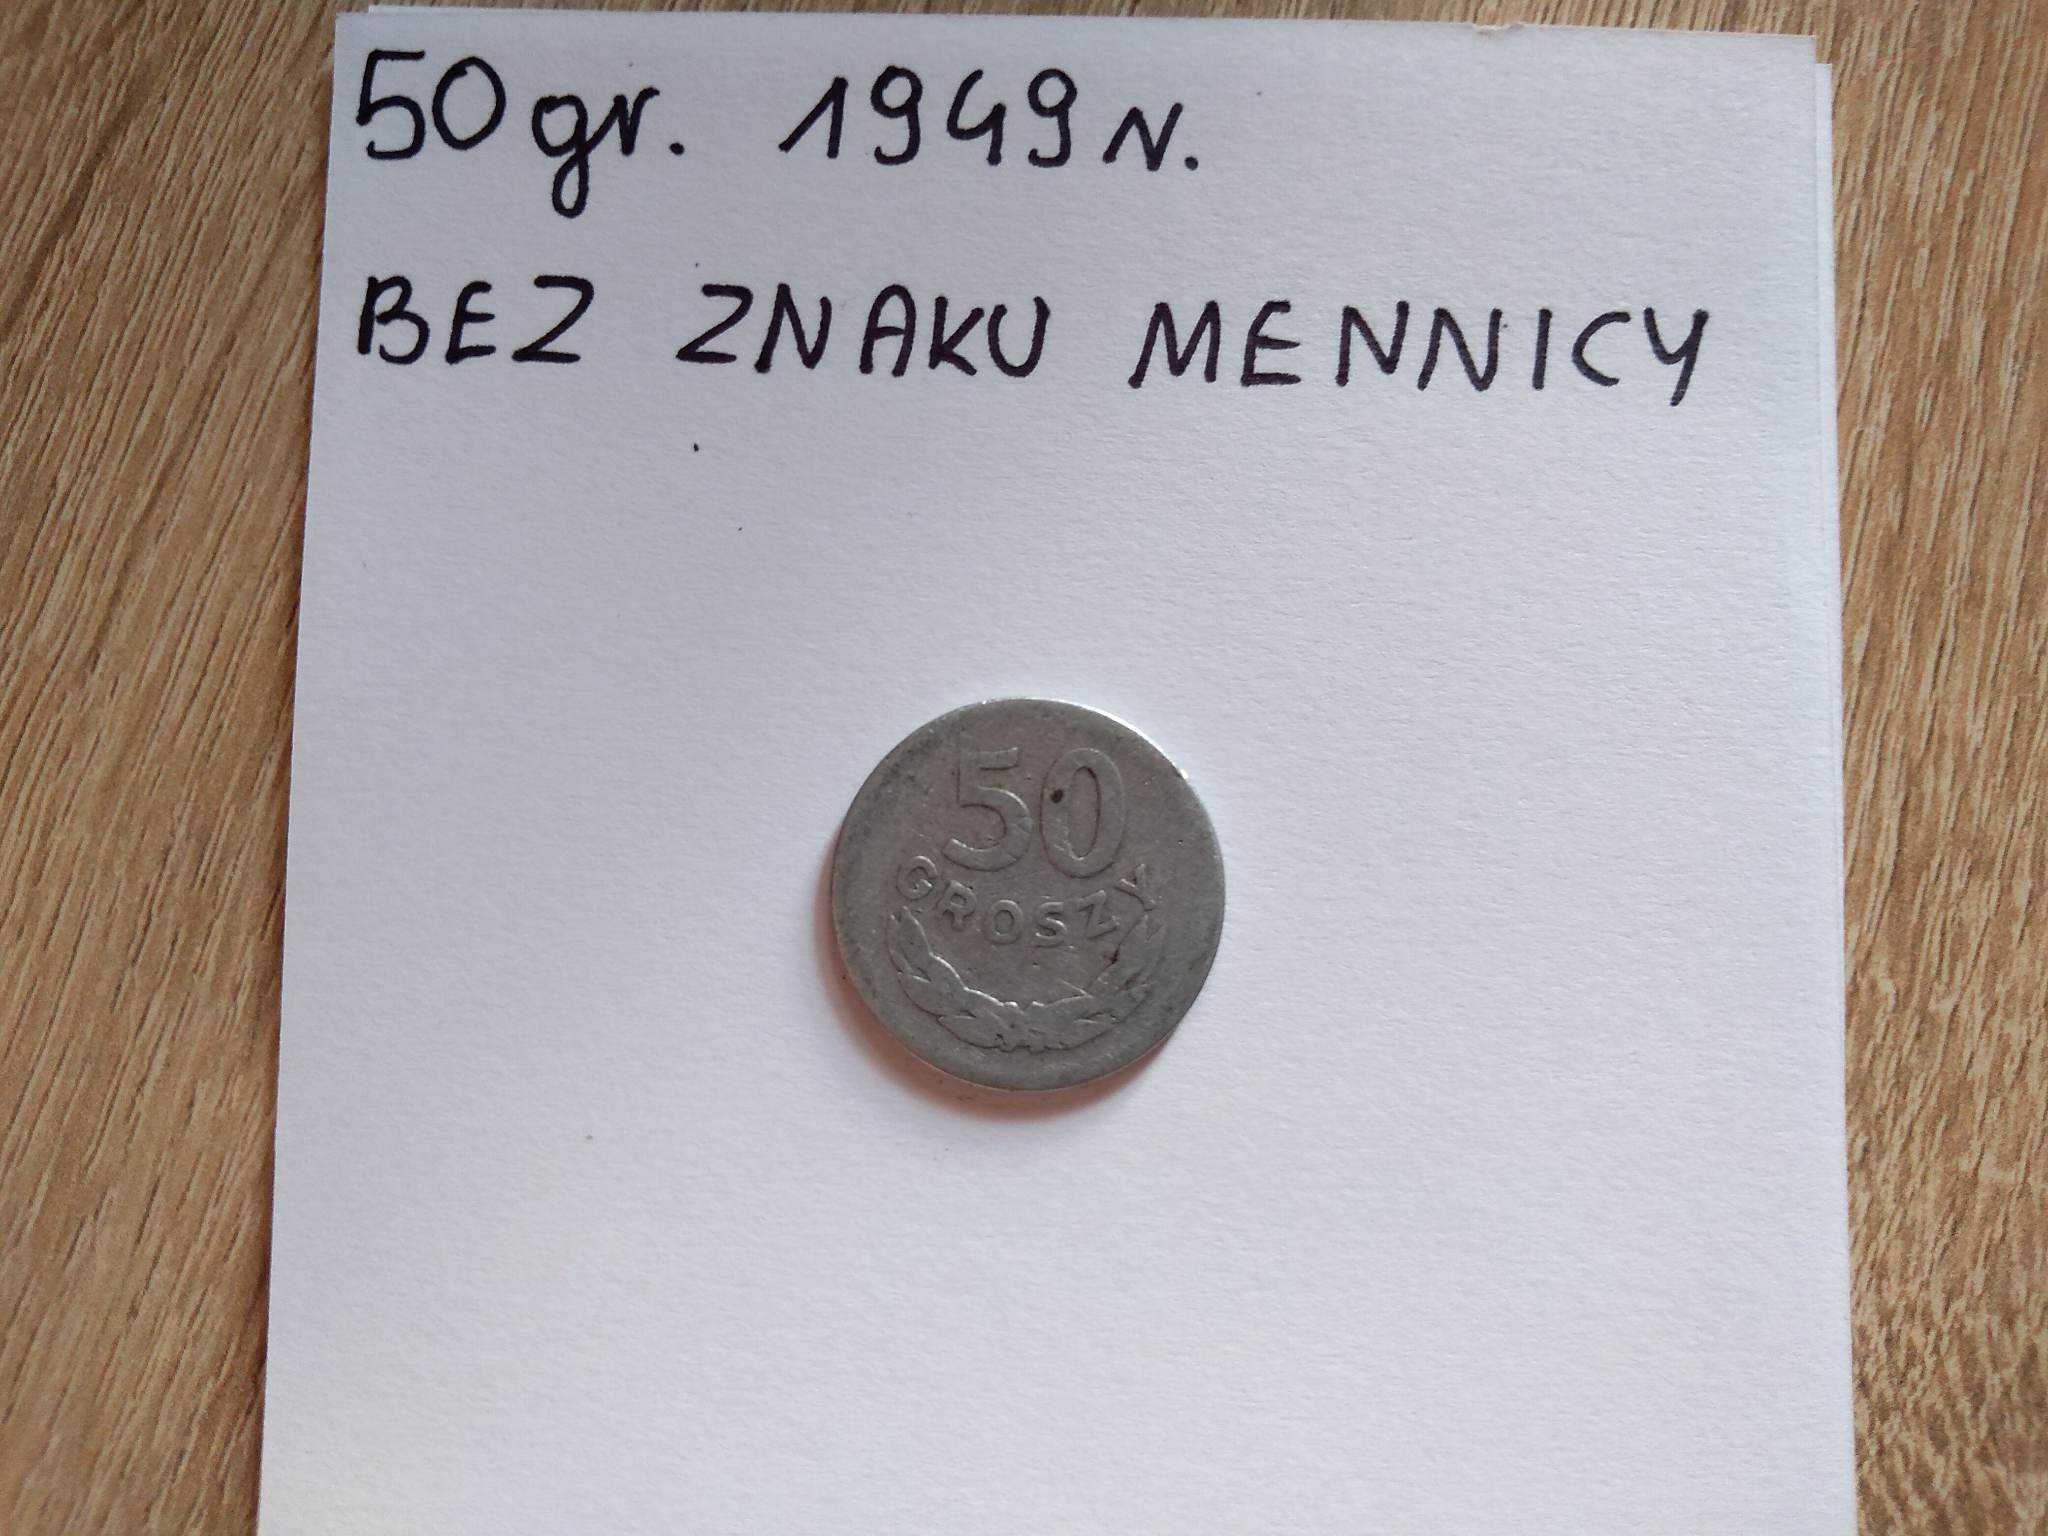 50 gr. 1949 r.
BEZ ZNAKU MENNICY
50
GROSZY